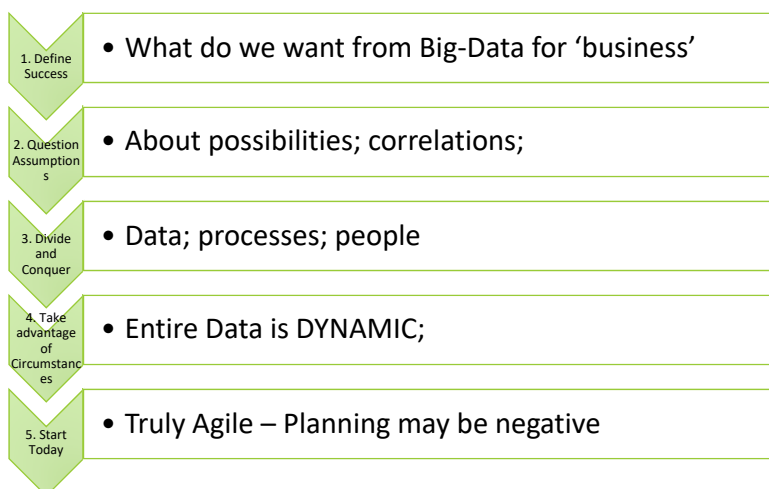 1. Define
Success
• What do we want from Big-Data for ‘business’
2. Question
Assumption
s
• About possibilities; correlations;
3. Divide
and
Conquer
• Data; processes; people
4. Take
advantage
of
Circumstanc
es
• Entire Data is DYNAMIC;
5. Start
Today
• Truly Agile – Planning may be negative